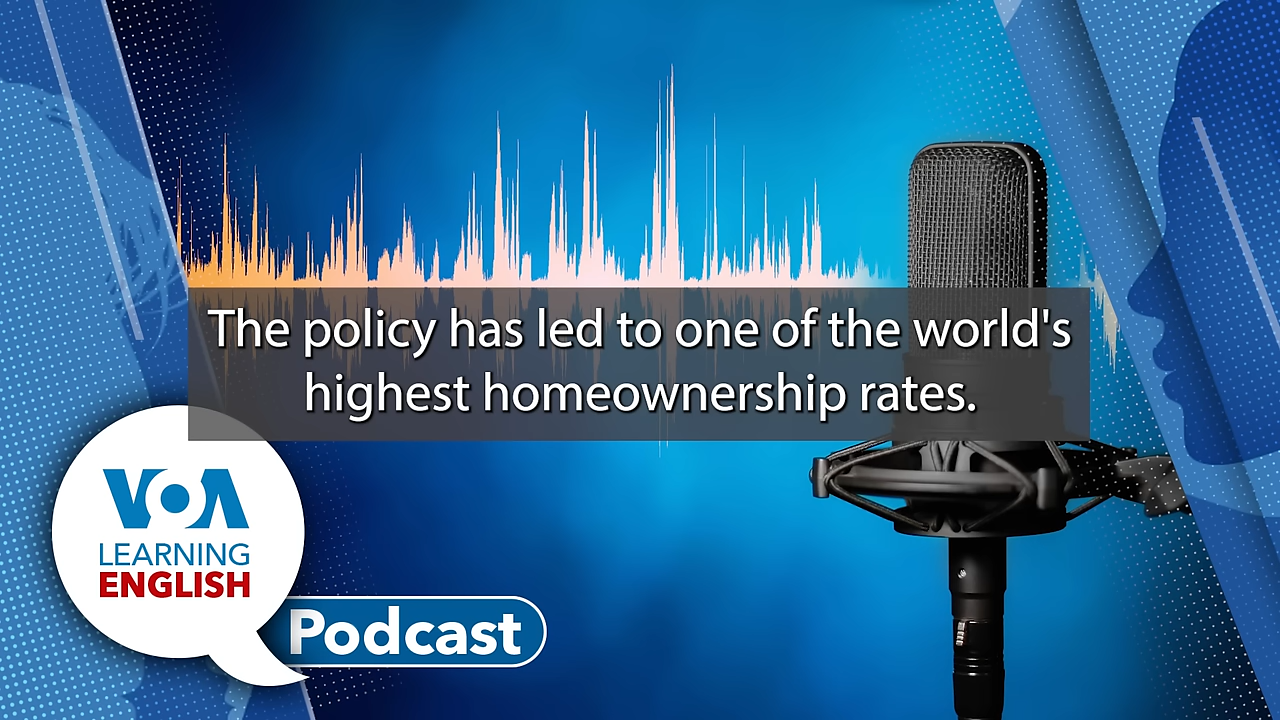 The policy has led to one of the world's
highest homeownership rates.
VOA
LEARNING
ENGLISH
Podcast